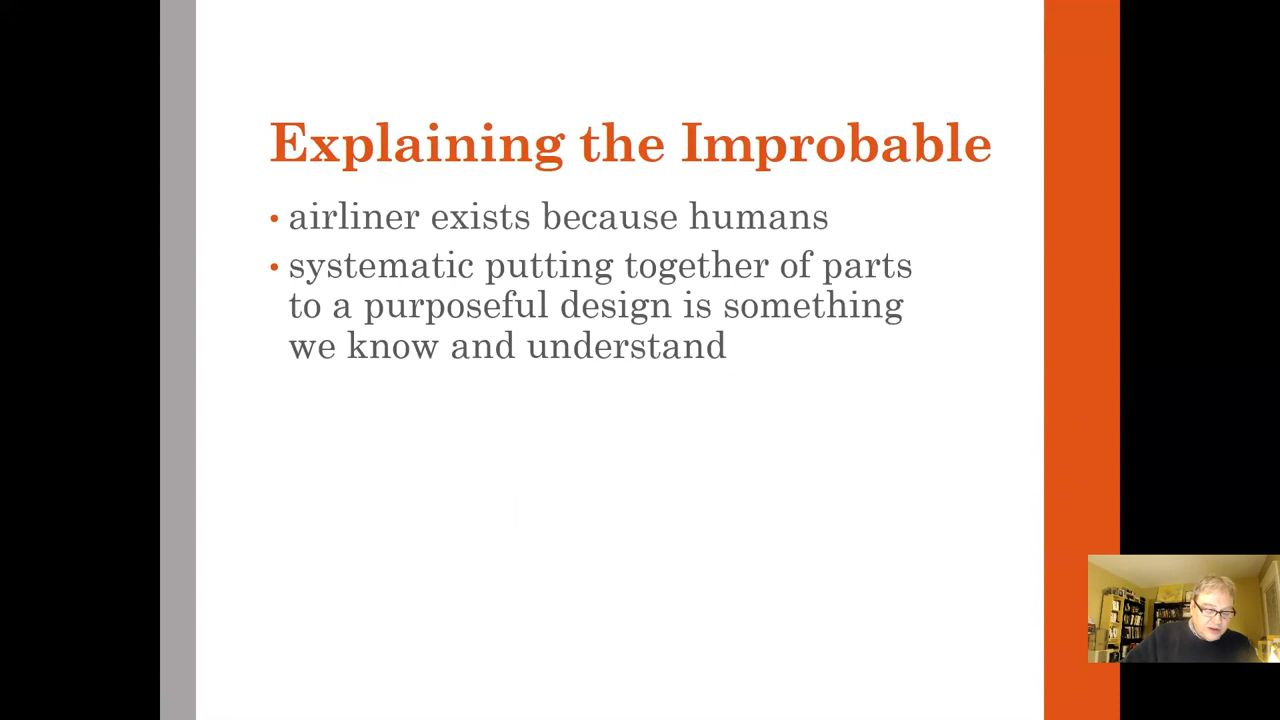 Explaining the Improbable
• airliner exists because humans
• systematic putting together of parts
to a purposeful design is something
we know and understand